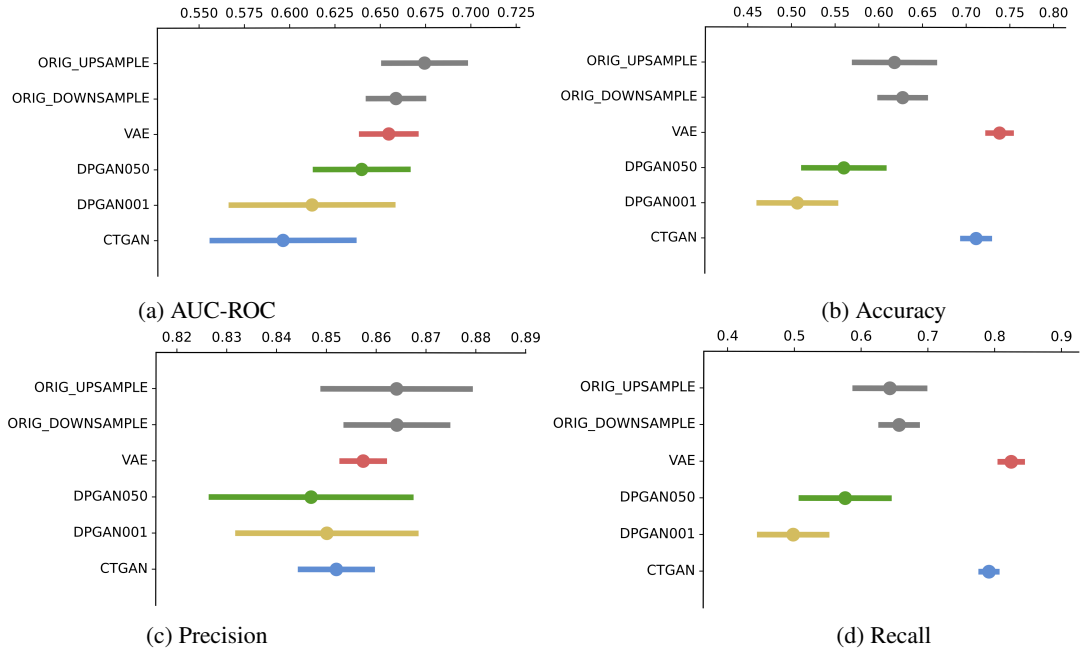 0.550 0.575 0.600 0.625 0.650 0.675 0.700 0.725
ORIG_UPSAMPLE
ORIG_DOWNSAMPLE
VAE
DPGAN050
DPGAN001
CTGAN
(a) AUC-ROC
0.45 0.50 0.55 0.60 0.65 0.70 0.75 0.80
ORIG_UPSAMPLE
ORIG_DOWNSAMPLE
VAE
DPGAN050
DPGAN001
CTGAN
(b) Accuracy
0.82 0.83 0.84 0.85 0.86 0.87 0.88 0.89
ORIG_UPSAMPLE
ORIG_DOWNSAMPLE
VAE
DPGAN050
DPGAN001
CTGAN
(c) Precision
0.4 0.5 0.6 0.7 0.8 0.9
ORIG_UPSAMPLE
ORIG_DOWNSAMPLE
VAE
DPGAN050
DPGAN001
CTGAN
(d) Recall